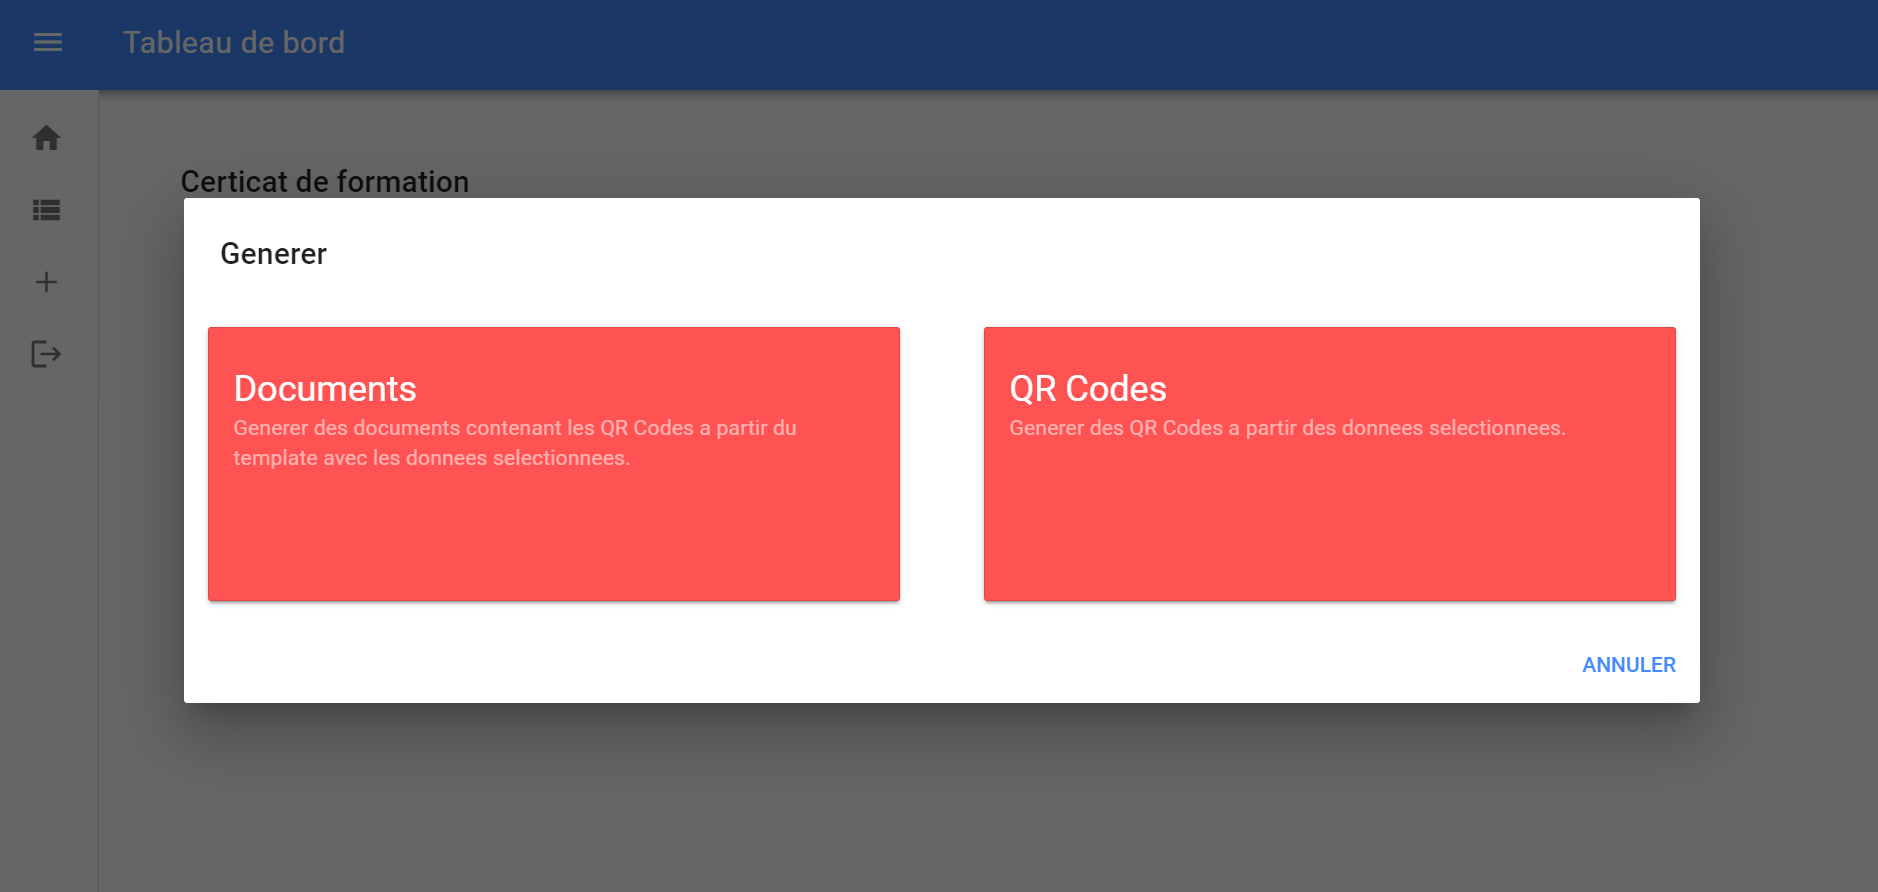 Tableau de bord
Certicat de formation
Generer
Documents
Generer des documents contenant les QR Codes a partir du
template avec les donnees selectionnees.
QR Codes
Generer des QR Codes a partir des donnees selectionnees.
ANNULER